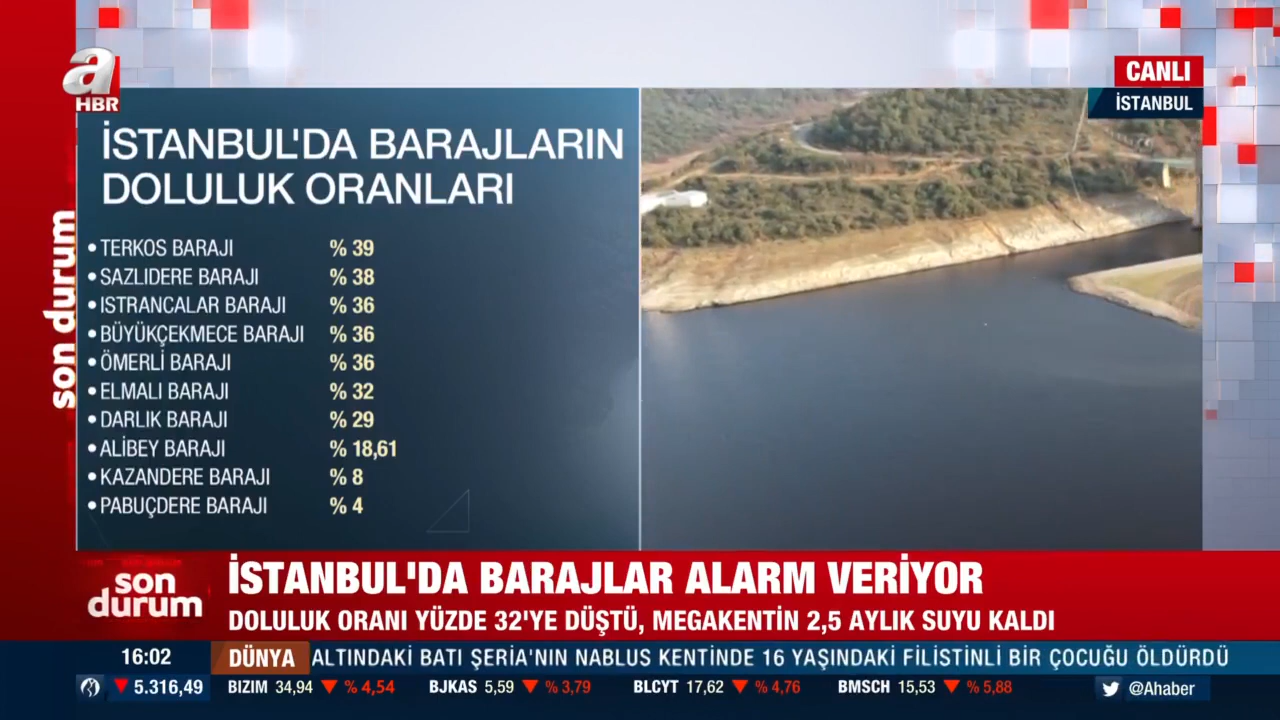 a
HBR
CANLI
İSTANBUL
İSTANBUL'DA BARAJLARIN
DOLULUK ORANLARI
• TERKOS BARAJI % 39
• SAZLIDERE BARAJI % 38
• ISTRANCALAR BARAJI % 36
• BÜYÜKÇEKMECE BARAJI % 36
• ÖMERLİ BARAJI % 36
• ELMALI BARAJI % 32
• DARLIK BARAJI % 29
• ALİBEY BARAJI % 18,61
• KAZANDERE BARAJI % 8
• PABUÇDERE BARAJI % 4
son durum
son
durum
İSTANBUL'DA BARAJLAR ALARM VERİYOR
DOLULUK ORANI YÜZDE 32'YE DÜŞTÜ, MEGAKENTİN 2,5 AYLIK SUYU KALDI
16:02 DÜNYA ALTINDAKİ BATI ŞERİA'NIN NABLUS KENTİNDE 16 YAŞINDAKİ FİLİSTİNLİ BİR ÇOCUĞU ÖLDÜRDÜ
▼ 5.316,49 BIZIM 34,94 ▼ % 4,54 BJKAS 5,59 ▼ % 3,79 BLCYT 17,62 ▼ % 4,76 BMSCH 15,53 ▼ % 5,88 @Ahaber